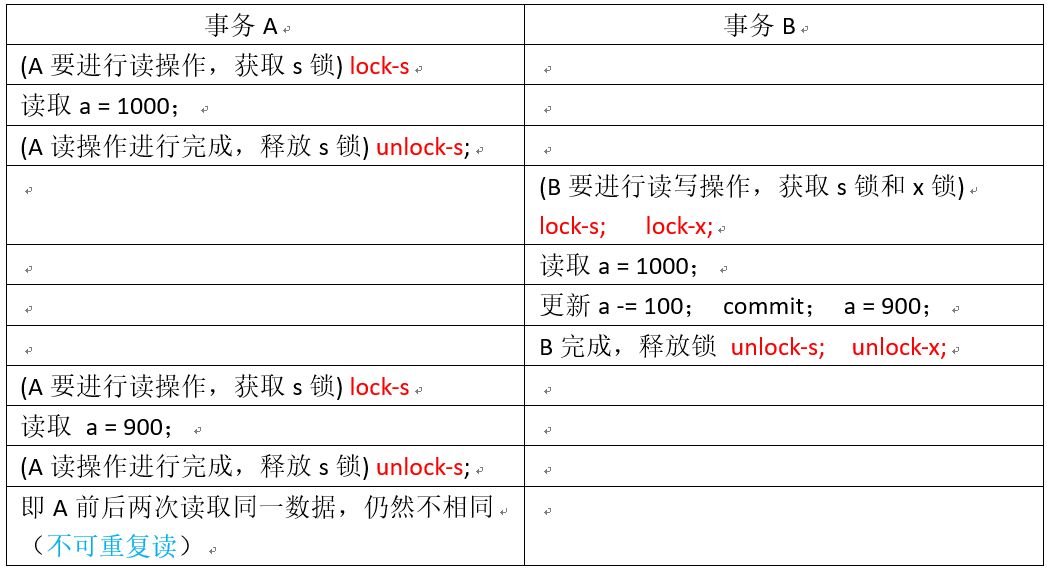 事务 A 事务 B
(A 要进行读操作，获取 s 锁) lock-s
读取 a = 1000；
(A 读操作进行完成，释放 s 锁) unlock-s;
(B 要进行读写操作，获取 s 锁和 x 锁)
lock-s; lock-x;
读取 a = 1000；
更新 a -= 100； commit； a = 900；
B 完成，释放锁 unlock-s; unlock-x;
(A 要进行读操作，获取 s 锁) lock-s
读取 a = 900；
(A 读操作进行完成，释放 s 锁) unlock-s;
即 A 前后两次读取同一数据，仍然不相同
（不可重复读）